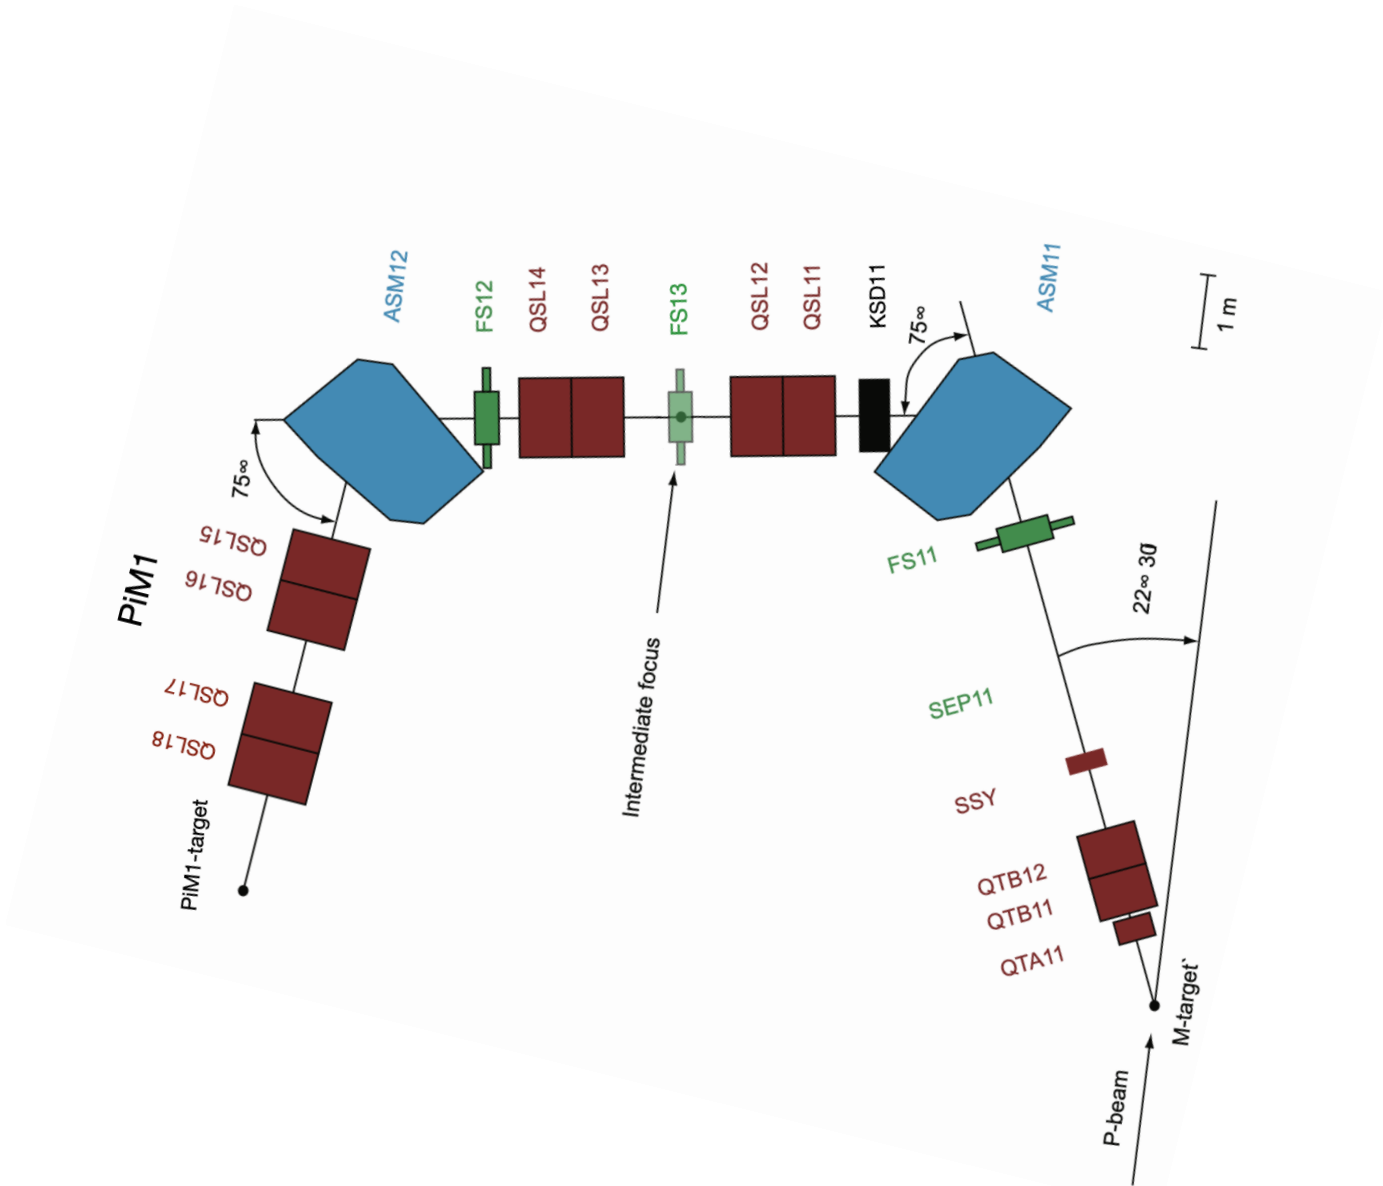 ASM12
FS12
QSL14
QSL13
FS13
QSL12
QSL11
KSD11
75∞
ASM11
1 m
75∞
QSL15
QSL16
PiM1
FS11
22∞ 30'
QSL17
QSL18
Intermediate focus
SEP11
PiM1-target
SSY
QTB12
QTB11
QTA11
M-target`
P-beam